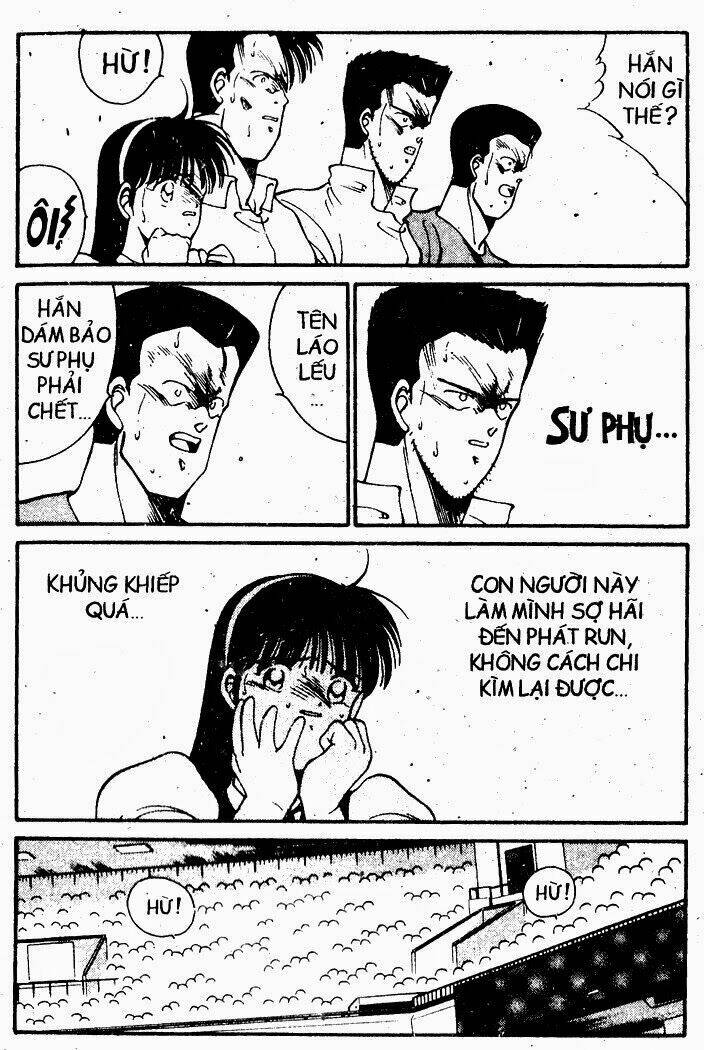 HẮN
NÓI GÌ
THẾ?
HỪ!
ÔI!
SƯ PHỤ...
TÊN
LÁO
LẾU
...
HẮN
DÁM BẢO
SƯ PHỤ
PHẢI
CHẾT...
CON NGƯỜI NÀY
LÀM MÌNH SỢ HÃI
ĐẾN PHÁT RUN,
KHÔNG CÁCH CHI
KÌM LẠI ĐƯỢC...
KHỦNG KHIẾP
QUÁ...
HỪ!
HỪ!